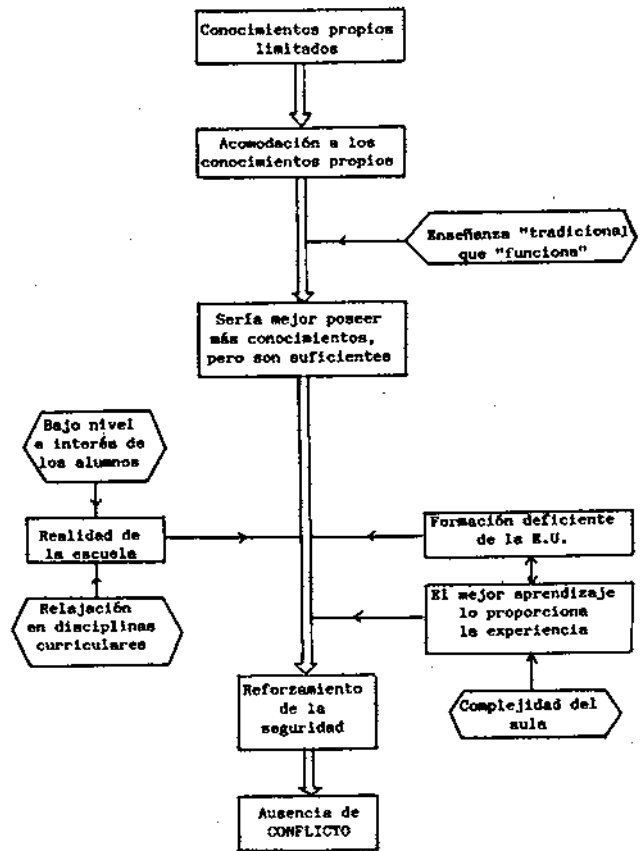 Conocimientos propios
limitados
Acomodación a los
conocimientos propios
Enseñanza "tradicional
que "funciona"
Sería mejor poseer
más conocimientos,
pero son suficientes
Bajo nivel
e interés de
los alumnos
Realidad de
la escuela
Relajación
en disciplinas
curriculares
Formación deficiente
de la E.U.
El mejor aprendizaje
lo proporciona
la experiencia
Complejidad del
aula
Reforzamiento
de la
seguridad
Ausencia de
CONFLICTO